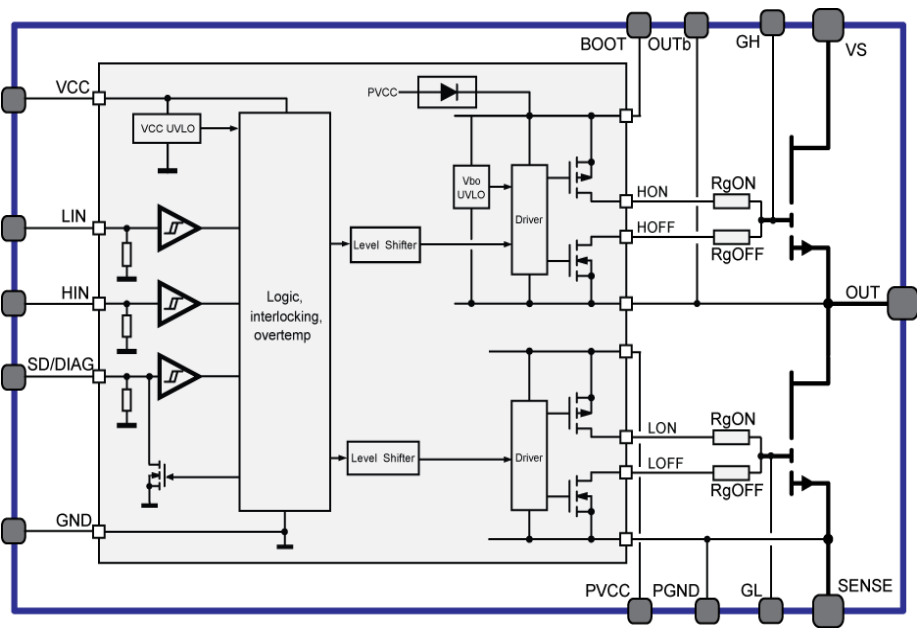 BOOT
OUTb
GH
VS
VCC
PVCC
VCC UVLO
Vbo
UVLO
Driver
HON
RgON
LIN
HOFF
RgOFF
Level Shifter
HIN
Logic,
interlocking,
overtemp
OUT
SD/DIAG
LON
RgON
Level Shifter
Driver
LOFF
RgOFF
GND
PVCC
PGND
GL
SENSE